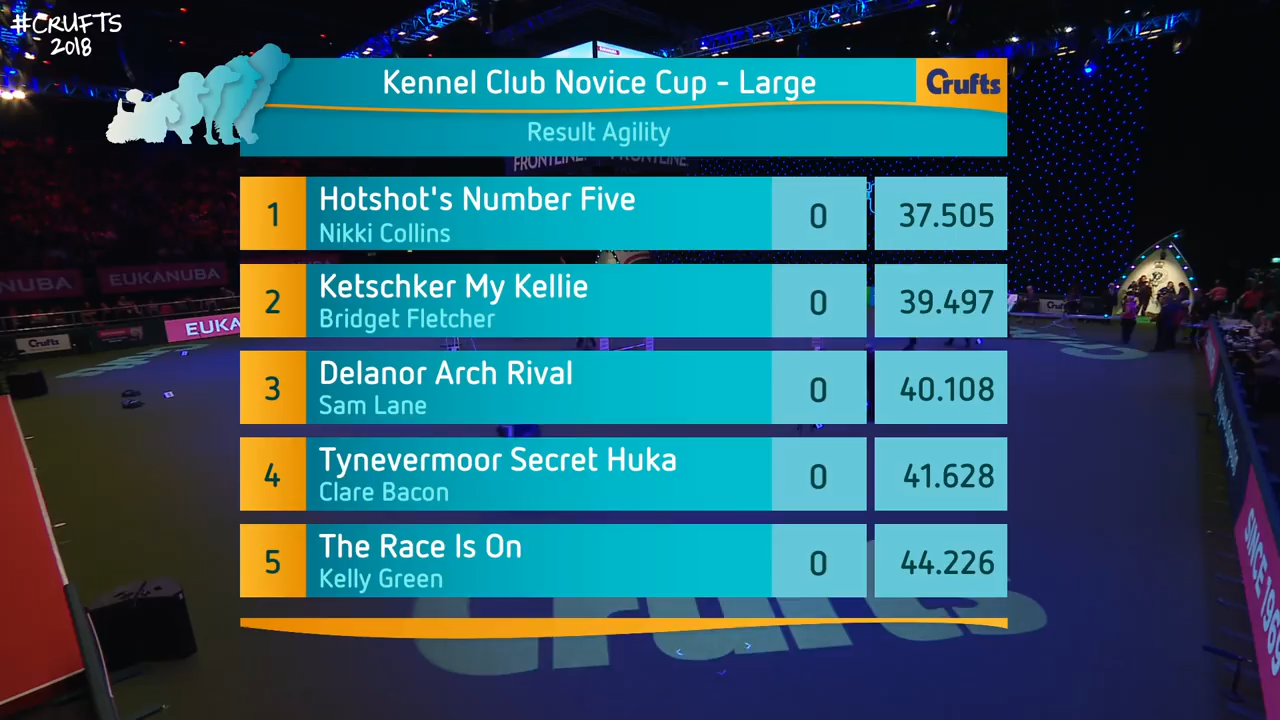 #CRUFTS
2018
Kennel Club Novice Cup - Large
Crufts
Result Agility
FRONTLINE FRONTLINE
1 Hotshot's Number Five 0 37.505
Nikki Collins
2 Ketschker My Kellie 0 39.497
Bridget Fletcher
3 Delanor Arch Rival 0 40.108
Sam Lane
4 Tynevermoor Secret Huka 0 41.628
Clare Bacon
5 The Race Is On 0 44.226
Kelly Green
NUBA
EUKANUBA
EUKA
Crufts
Crufts
SINCE 1969
Crufts